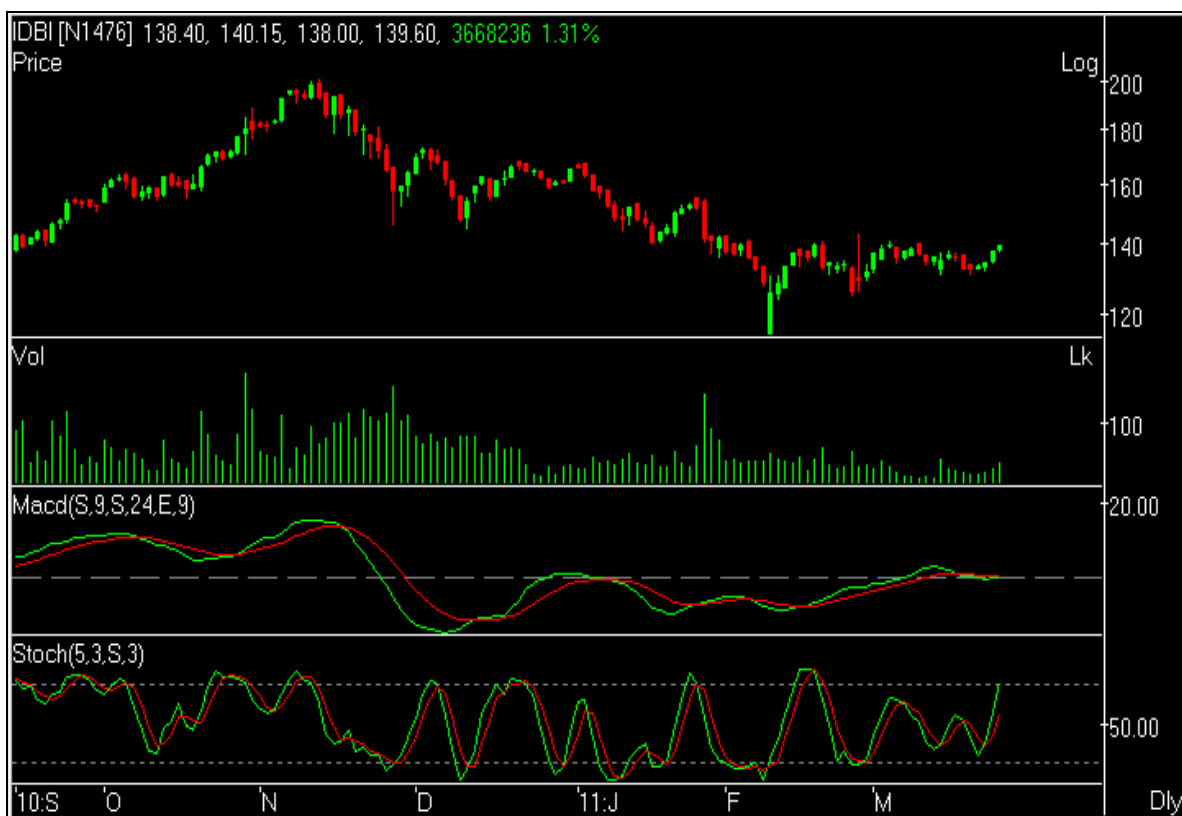 IDBI [N1476] 138.40, 140.15, 138.00, 139.60, 3668236 1.31%
Price Log
200
180
160
140
120
Vol Lk
100
Macd(S,9,S,24,E,9) 20.00
Stoch(5,3,S,3)
50.00
10:S O N D 11:J F M Dly